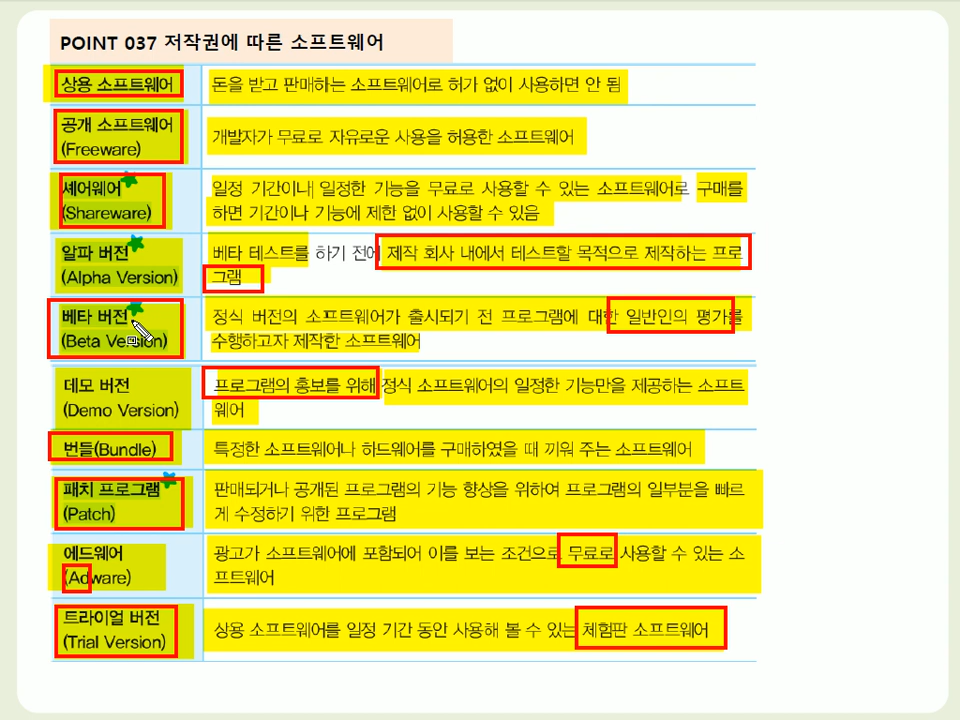 POINT 037 저작권에 따른 소프트웨어
상용 소프트웨어
돈을 받고 판매하는 소프트웨어로 허가 없이 사용하면 안 됨
공개 소프트웨어
(Freeware)
개발자가 무료로 자유로운 사용을 허용한 소프트웨어
셰어웨어
(Shareware)
일정 기간이나 일정한 기능을 무료로 사용할 수 있는 소프트웨어로 구매를
하면 기간이나 기능에 제한 없이 사용할 수 있음
알파 버전
(Alpha Version)
베타 테스트를 하기 전에 제작 회사 내에서 테스트할 목적으로 제작하는 프로
그램
베타 버전
(Beta Version)
정식 버전의 소프트웨어가 출시되기 전 프로그램에 대한 일반인의 평가를
수행하고자 제작한 소프트웨어
데모 버전
(Demo Version)
프로그램의 홍보를 위해 정식 소프트웨어의 일정한 기능만을 제공하는 소프트
웨어
번들(Bundle)
특정한 소프트웨어나 하드웨어를 구매하였을 때 끼워 주는 소프트웨어
패치 프로그램
(Patch)
판매되거나 공개된 프로그램의 기능 향상을 위하여 프로그램의 일부분을 빠르
게 수정하기 위한 프로그램
에드웨어
(Adware)
광고가 소프트웨어에 포함되어 이를 보는 조건으로 무료로 사용할 수 있는 소
프트웨어
트라이얼 버전
(Trial Version)
상용 소프트웨어를 일정 기간 동안 사용해 볼 수 있는 체험판 소프트웨어